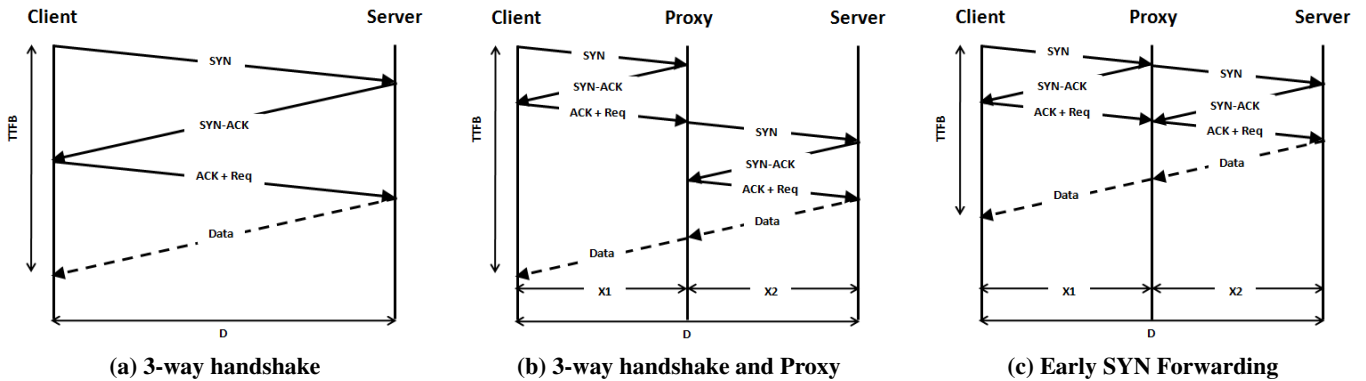 Client Server
TTFB
SYN
SYN-ACK
ACK + Req
Data
D
(a) 3-way handshake
Client Proxy Server
TTFB
SYN
SYN-ACK
ACK + Req
SYN
SYN-ACK
ACK + Req
Data
Data
X1 X2
D
(b) 3-way handshake and Proxy
Client Proxy Server
TTFB
SYN
SYN
SYN-ACK
SYN-ACK
ACK + Req
ACK + Req
Data
Data
X1 X2
D
(c) Early SYN Forwarding